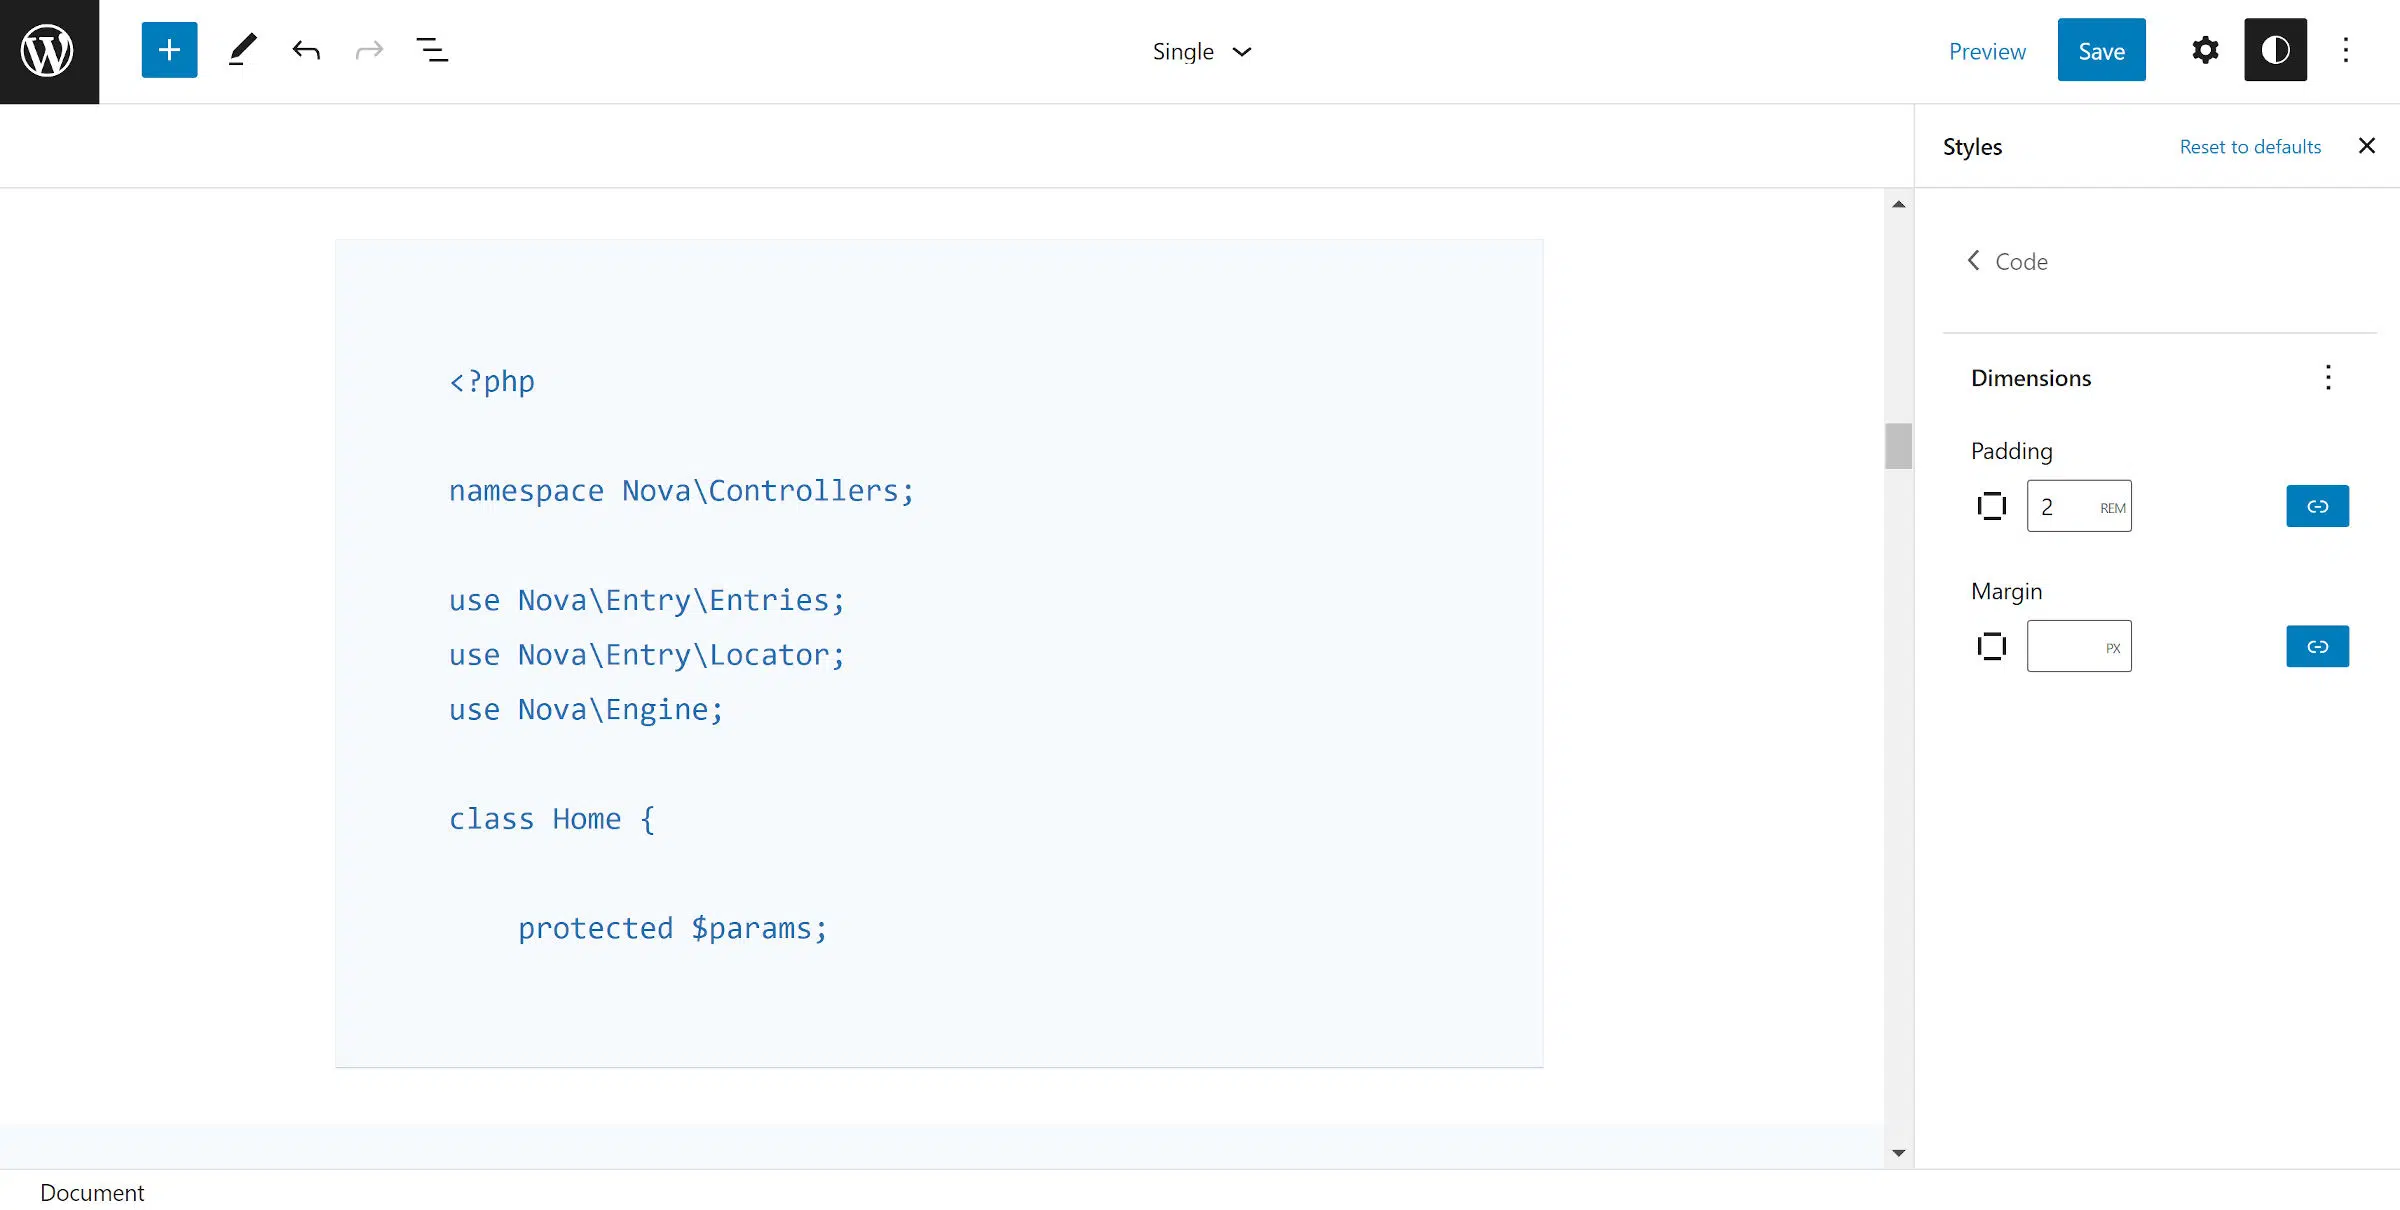 Single
Preview
Save
Styles
Reset to defaults
Code
Dimensions
Padding
2 REM
Margin
PX
<?php
namespace Nova\Controllers;
use Nova\Entry\Entries;
use Nova\Entry\Locator;
use Nova\Engine;
class Home {
    protected $params;
Document